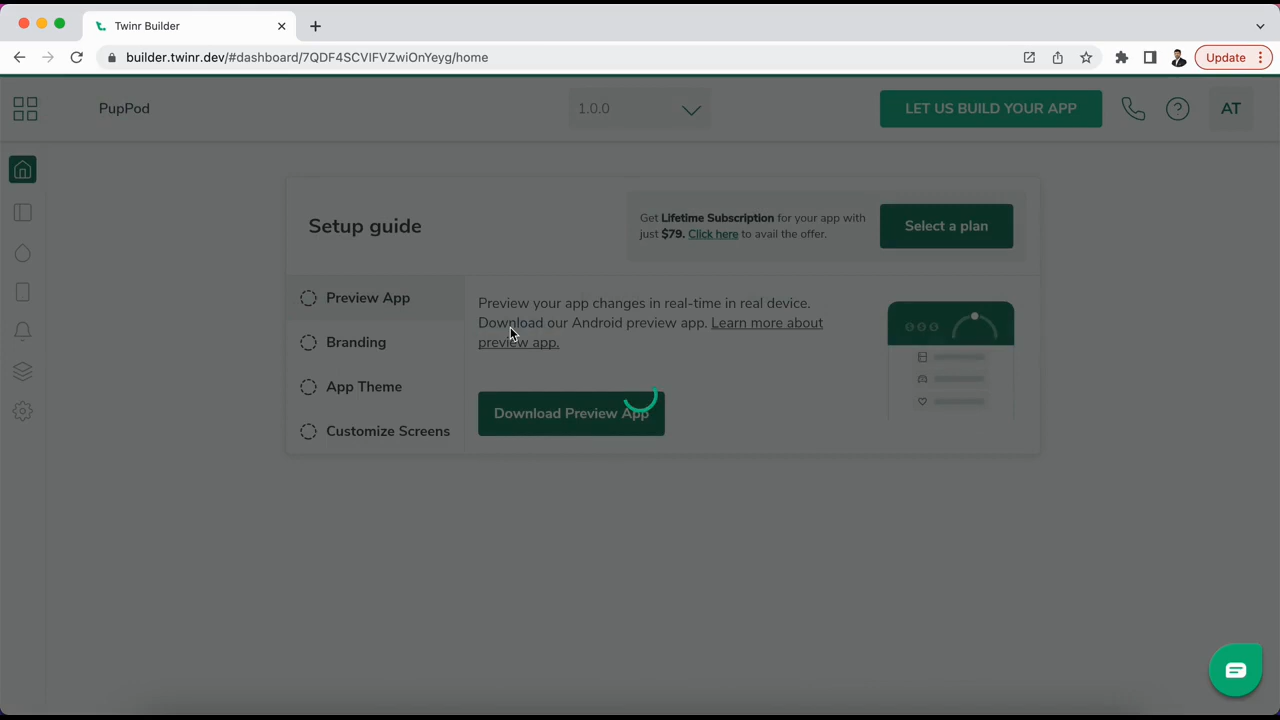 Twinr Builder
builder.twinr.dev/#dashboard/7QDF4SCVIFVZwiOnYeyg/home
Update
PupPod
1.0.0
LET US BUILD YOUR APP
AT
Setup guide
Get Lifetime Subscription for your app with
just $79. Click here to avail the offer.
Select a plan
Preview App
Branding
App Theme
Customize Screens
Preview your app changes in real-time in real device.
Download our Android preview app. Learn more about
preview app.
Download Preview App